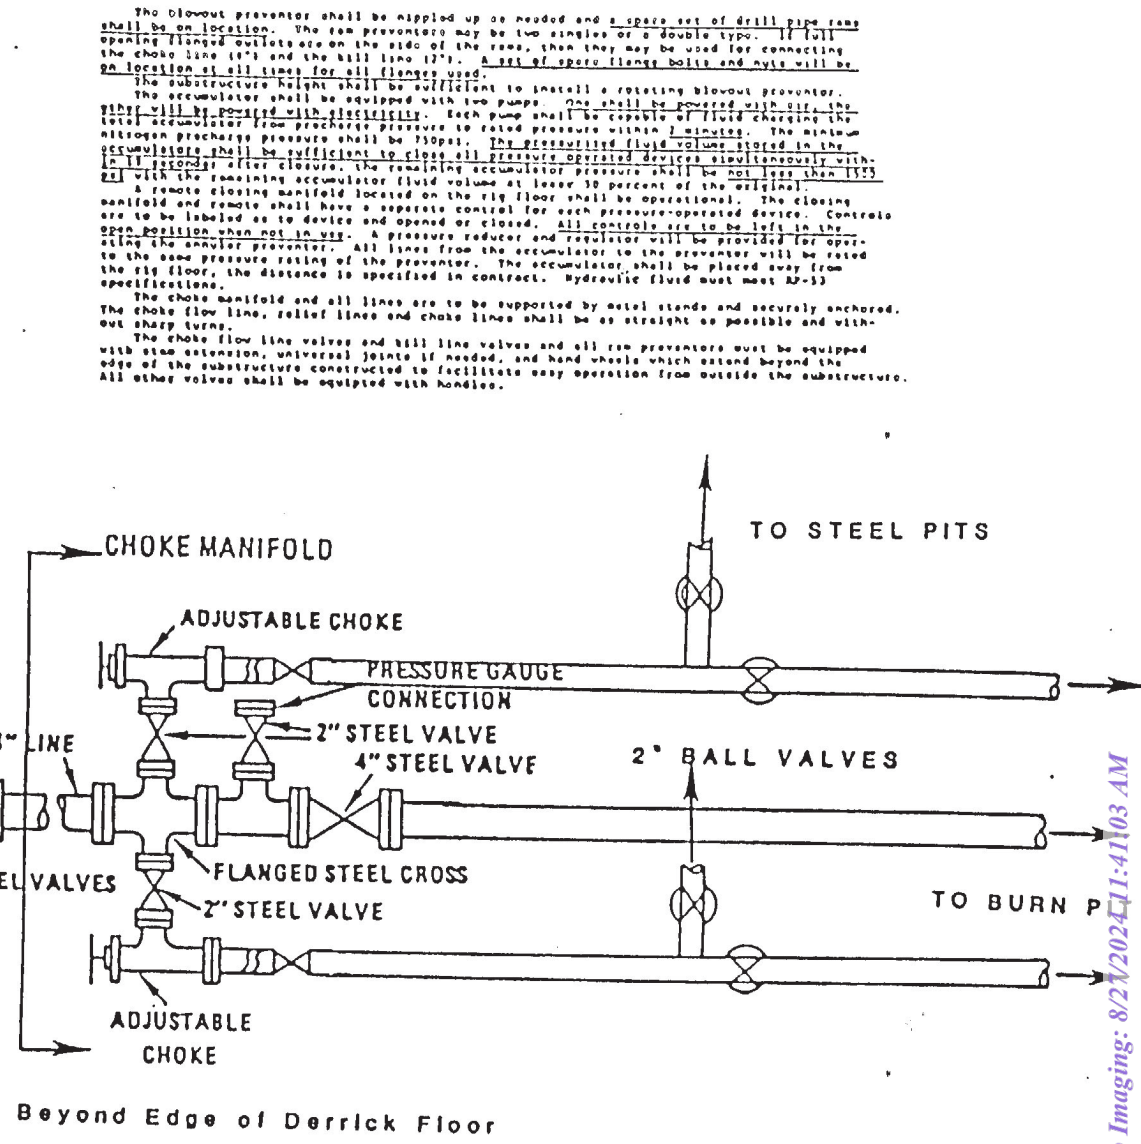 The blowout preventor shall be nippled up as needed and a spare set of drill pipe rams
shall be on location. The ram preventors may be two singles or a double type. If full
opening flanged outlets are on the side of the rams, then they may be used for connecting
the choke line (4") and the kill line (2"). A set of spare flange bolts and nuts will be
on location at all times for all flanges used.
The substructure height shall be sufficient to install a rotating blowout preventor.
The accumulator shall be equipped with two pumps. One shall be powered with air, the
other will be powered with electricity. Each pump shall be capable of fluid charging the
total accumulator from precharge pressure to rated pressure within 2 minutes. The minimum
nitrogen precharge pressure shall be 750psi. The pressurized fluid volume stored in the
accumulators shall be sufficient to close all pressure operated devices simultaneously with-
in 15 seconds after closure, the remaining accumulator pressure shall be not less than
psi with the remaining accumulator fluid volume at least 50 percent of the original.
A remote closing manifold located on the rig floor shall be operational. The closing
manifold and remote shall have a separate control for each pressure-operated device. Controls
are to be labeled as to device and opened or closed. All controls are to be left in the
open position when not in use. A pressure reducer and regulator will be provided for oper-
ating the annular preventer. All lines from the accumulator to the preventer will be rated
to the same pressure rating of the preventer. The accumulator shall be placed away from
the rig floor, the distance is specified in contract. Hydraulic fluid must meet
specifications.
The choke manifold and all lines are to be supported by metal stands and securely anchored.
The choke flow line, relief lines and choke lines shall be as straight as possible and with-
out sharp turns.
The choke flow line valves and kill line valves and all ram preventors must be equipped
with stem extension, universal joints if needed, and hand wheels which extend beyond the
edge of the substructure constructed to facilitate easy operation from outside the substructure.
All other valves shall be equipted with handles.
TO STEEL PITS
CHOKE MANIFOLD
ADJUSTABLE CHOKE
PRESSURE GAUGE
CONNECTION
2" STEEL VALVE
" LINE
4" STEEL VALVE
2" BALL VALVES
FLANGED STEEL CROSS
EL VALVES
2" STEEL VALVE
TO BURN P
ADJUSTABLE
CHOKE
Beyond Edge of Derrick Floor
Imaging: 8/27/2024 11:41:03 AM